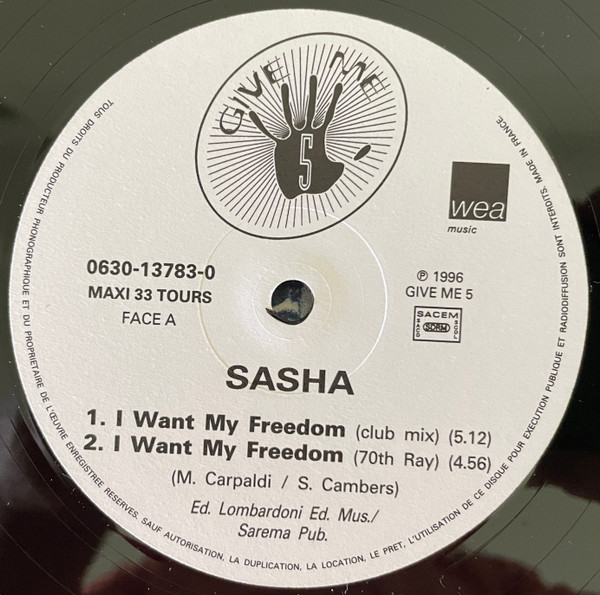 GIVE ME
5
wea
music
0630-13783-0
MAXI 33 TOURS
FACE A
℗ 1996
GIVE ME 5
SACEM
SACD SDRM SCGL
SASHA
1. I Want My Freedom (club mix) (5.12)
2. I Want My Freedom (70th Ray) (4.56)
(M. Carpaldi / S. Cambers)
Ed. Lombardoni Ed. Mus./
Sarema Pub.
TOUS DROITS DU PRODUCTEUR PHONOGRAPHIQUE ET DU PROPRIETAIRE DE L'ŒUVRE ENREGISTREE RESERVES. SAUF AUTORISATION, LA DUPLICATION, LA LOCATION, LE PRET, L'UTILISATION DE CE DISQUE POUR EXECUTION PUBLIQUE ET RADIODIFFUSION SONT INTERDITS. MADE IN FRANCE.